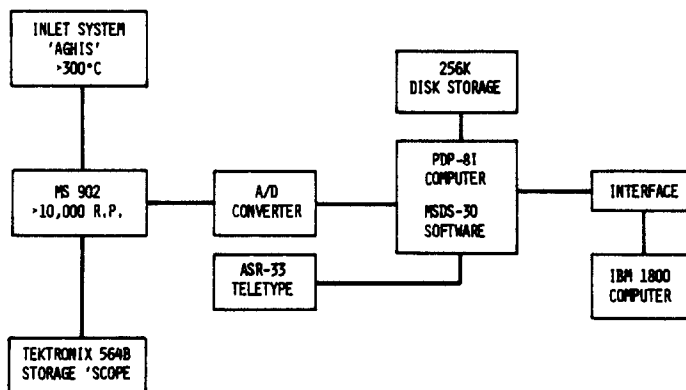 INLET SYSTEM
'AGHIS'
>300°C
256K
DISK STORAGE
MS 902
>10,000 R.P.
A/D
CONVERTER
PDP-8I
COMPUTER
MSDS-30
SOFTWARE
INTERFACE
ASR-33
TELETYPE
IBM 1800
COMPUTER
TEKTRONIX 564B
STORAGE 'SCOPE